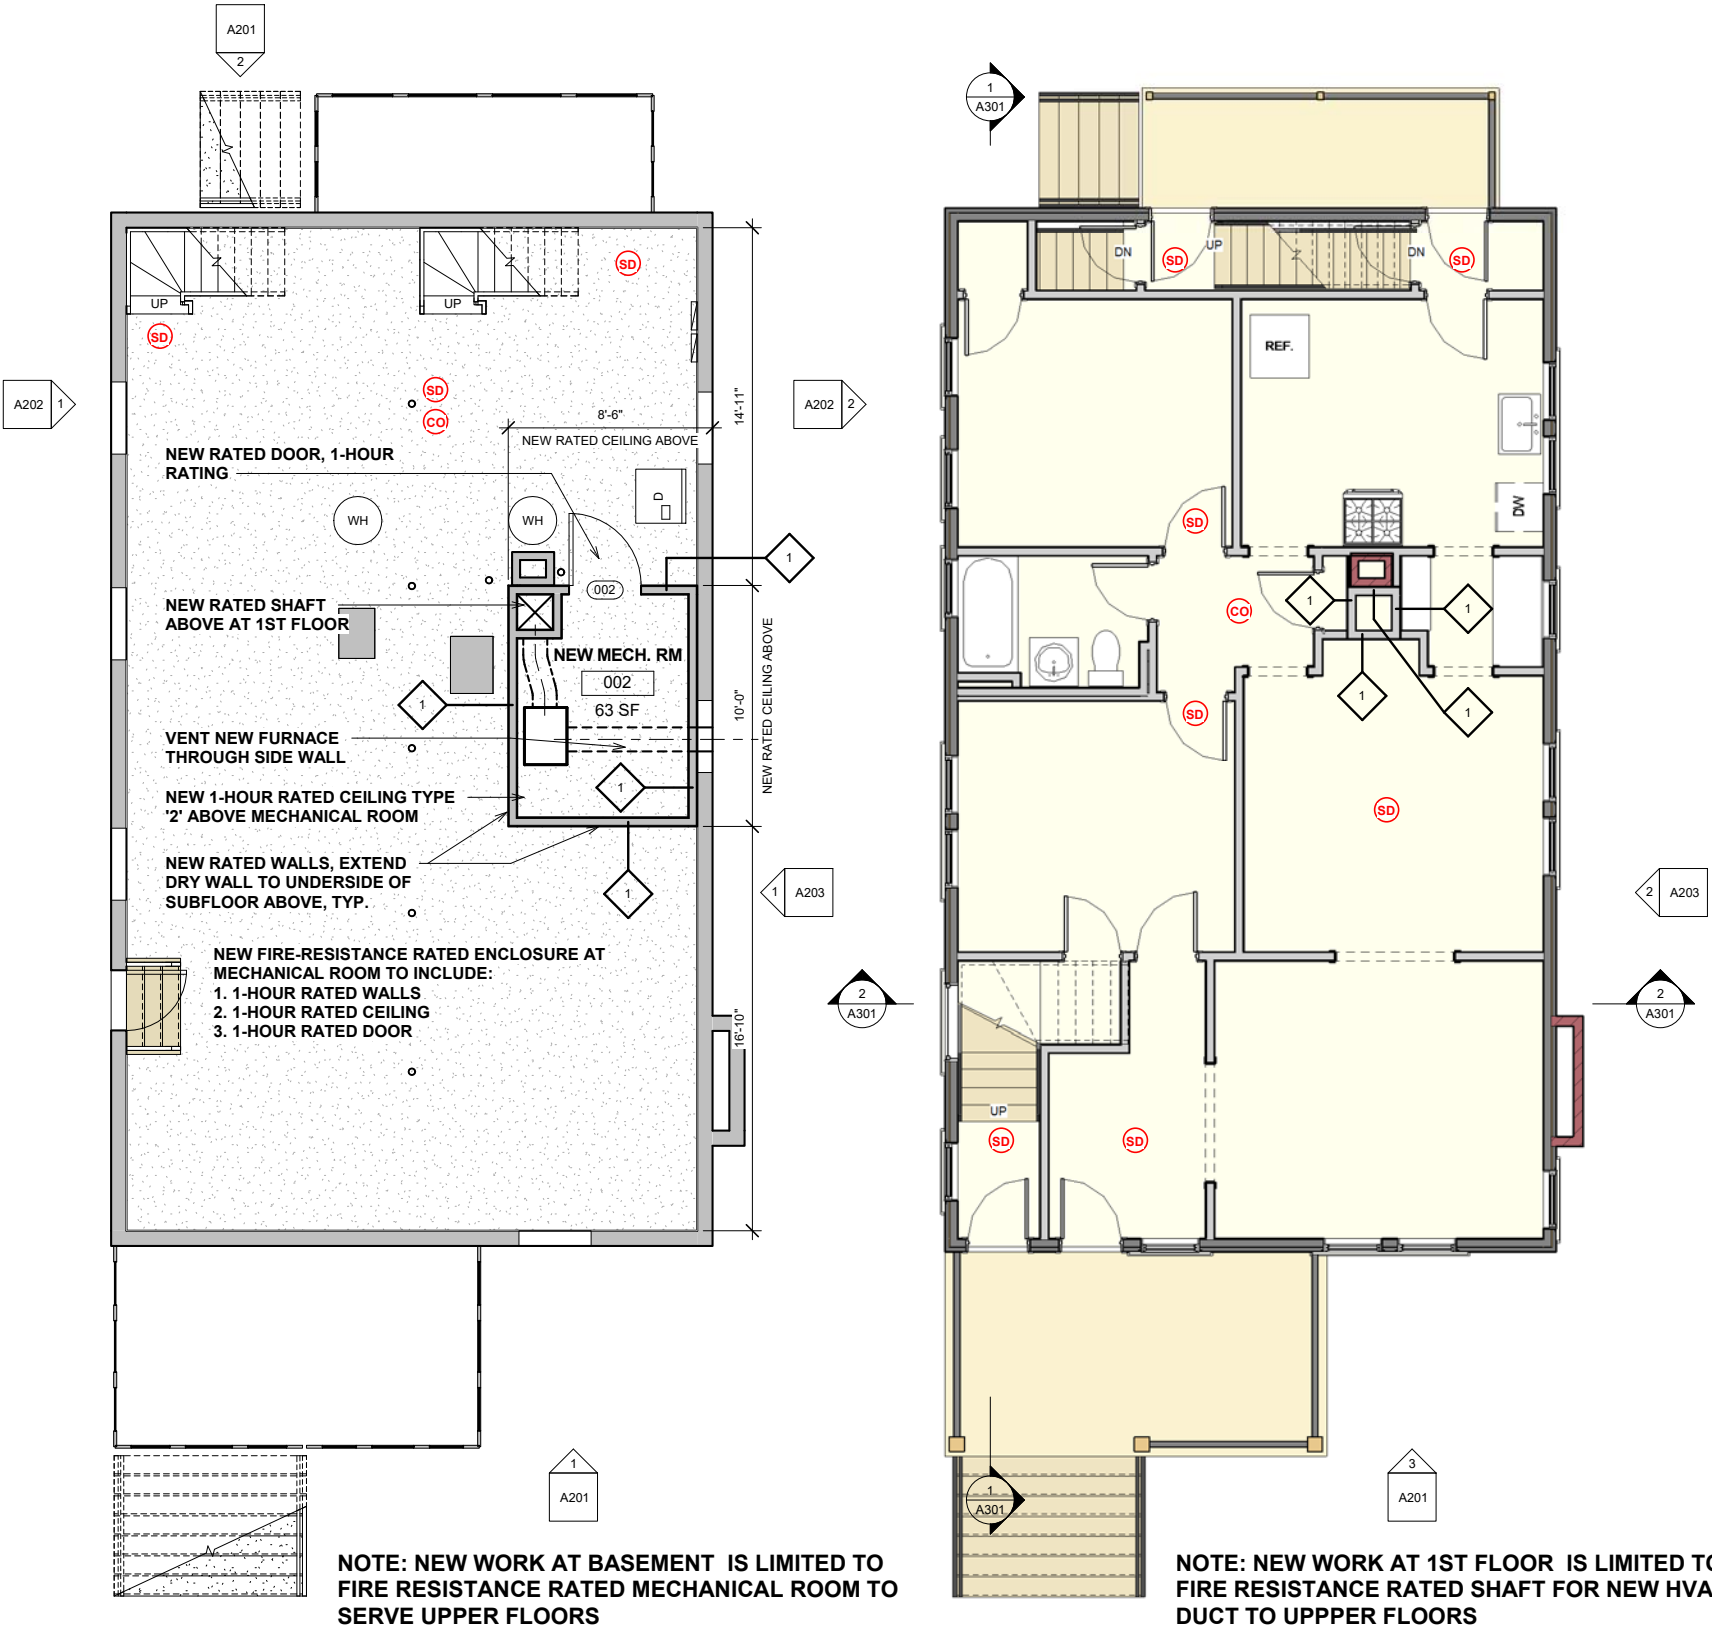 A201
2
1
A301
UP
UP
SD
SD
DN
SD
UP
DN
SD
REF.
A202 1
SD
CO
8'-6"
NEW RATED CEILING ABOVE
14'-11"
A202 2
NEW RATED DOOR, 1-HOUR
RATING
WH
WH
D
DW
SD
1
002
NEW RATED SHAFT
ABOVE AT 1ST FLOOR
NEW MECH. RM
002
63 SF
1
10'-0"
NEW RATED CEILING ABOVE
CO
1
1
1
1
SD
VENT NEW FURNACE
THROUGH SIDE WALL
NEW 1-HOUR RATED CEILING TYPE
'2' ABOVE MECHANICAL ROOM
1
SD
NEW RATED WALLS, EXTEND
DRY WALL TO UNDERSIDE OF
SUBFLOOR ABOVE, TYP.
1
1 A203
2 A203
NEW FIRE-RESISTANCE RATED ENCLOSURE AT
MECHANICAL ROOM TO INCLUDE:
1. 1-HOUR RATED WALLS
2. 1-HOUR RATED CEILING
3. 1-HOUR RATED DOOR
16'-10"
2
A301
2
A301
UP
SD
SD
1
A201
1
A301
3
A201
NOTE: NEW WORK AT BASEMENT IS LIMITED TO
FIRE RESISTANCE RATED MECHANICAL ROOM TO
SERVE UPPER FLOORS
NOTE: NEW WORK AT 1ST FLOOR IS LIMITED TO
FIRE RESISTANCE RATED SHAFT FOR NEW HVA
DUCT TO UPPPER FLOORS